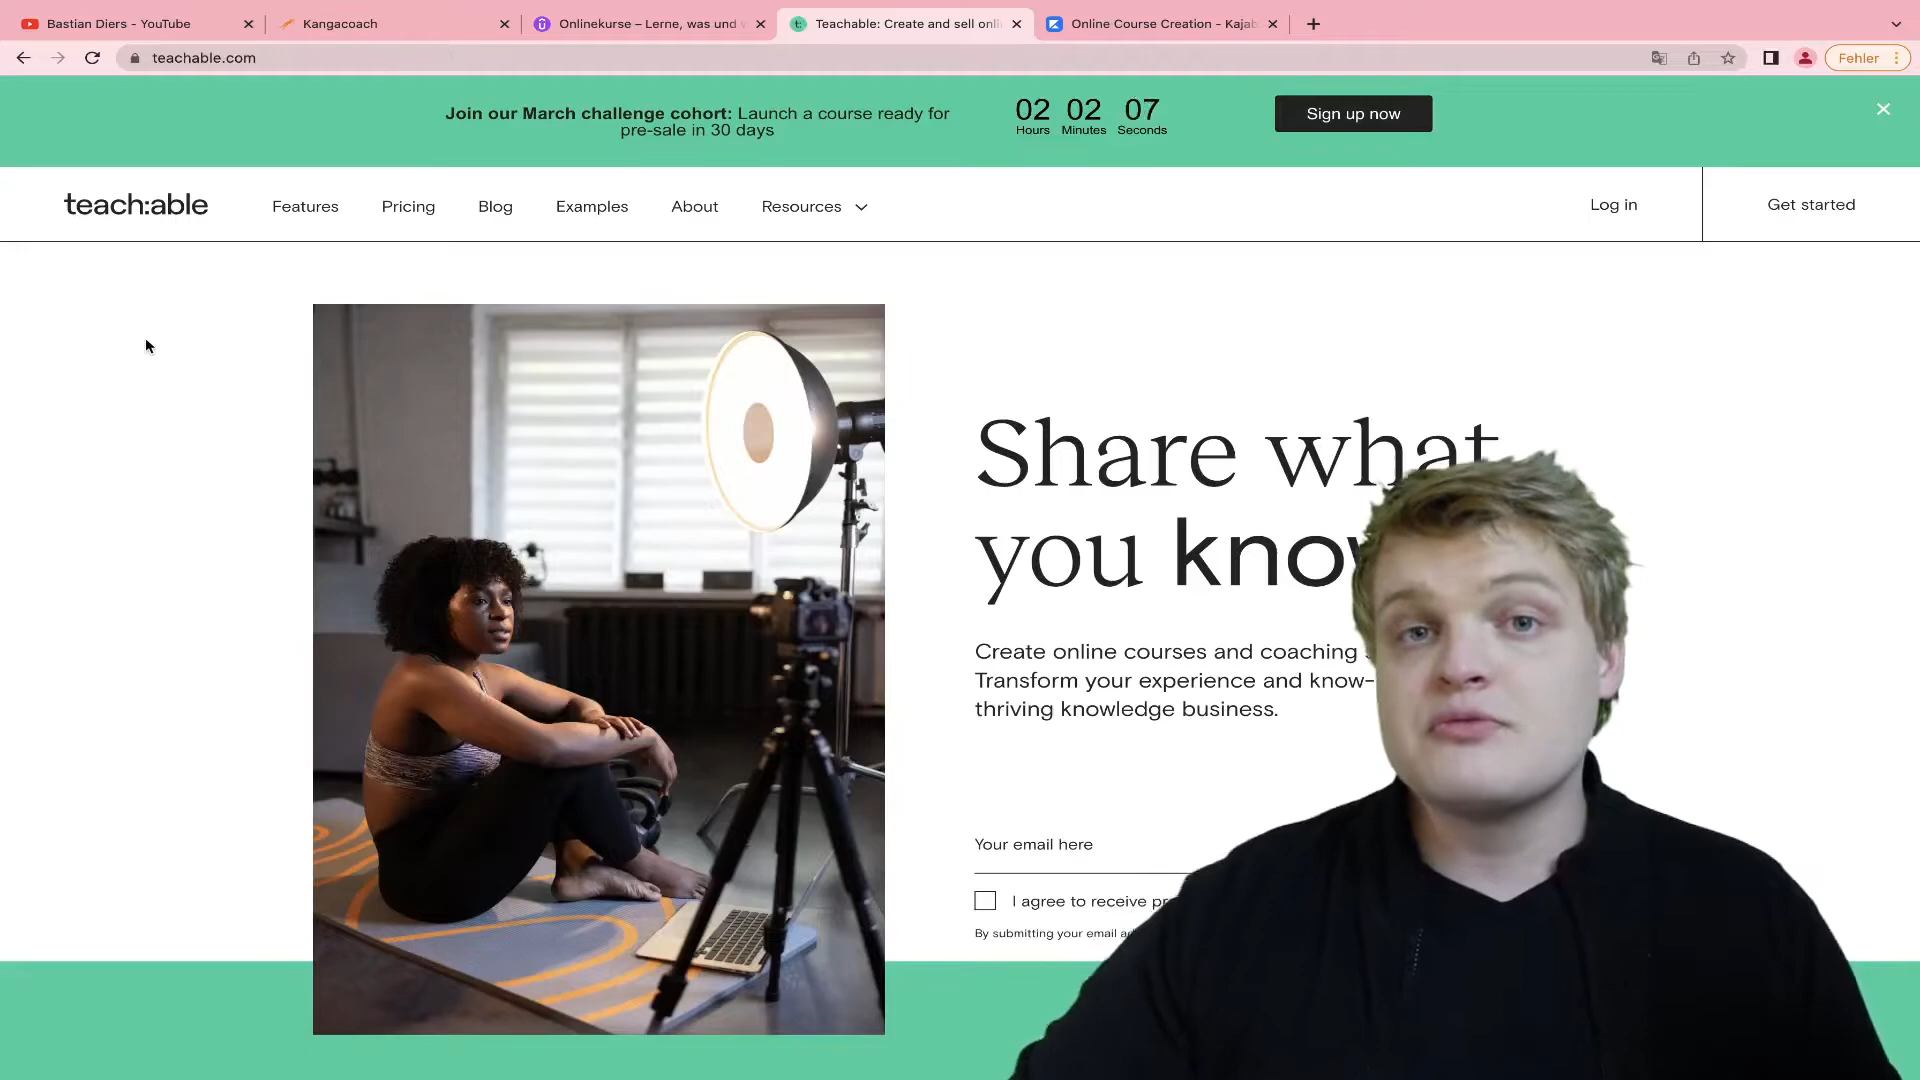 Bastian Diers - YouTube
Kangacoach
Onlinekurse – Lerne, was und
Teachable: Create and sell onli
Online Course Creation - Kajab
teachable.com
Fehler
Join our March challenge cohort: Launch a course ready for
pre-sale in 30 days
02 02 07
Hours Minutes Seconds
Sign up now
teach:able
Features
Pricing
Blog
Examples
About
Resources
Log in
Get started
Share what
you know
Create online courses and coaching
Transform your experience and know-
thriving knowledge business.
Your email here
I agree to receive
By submitting your email